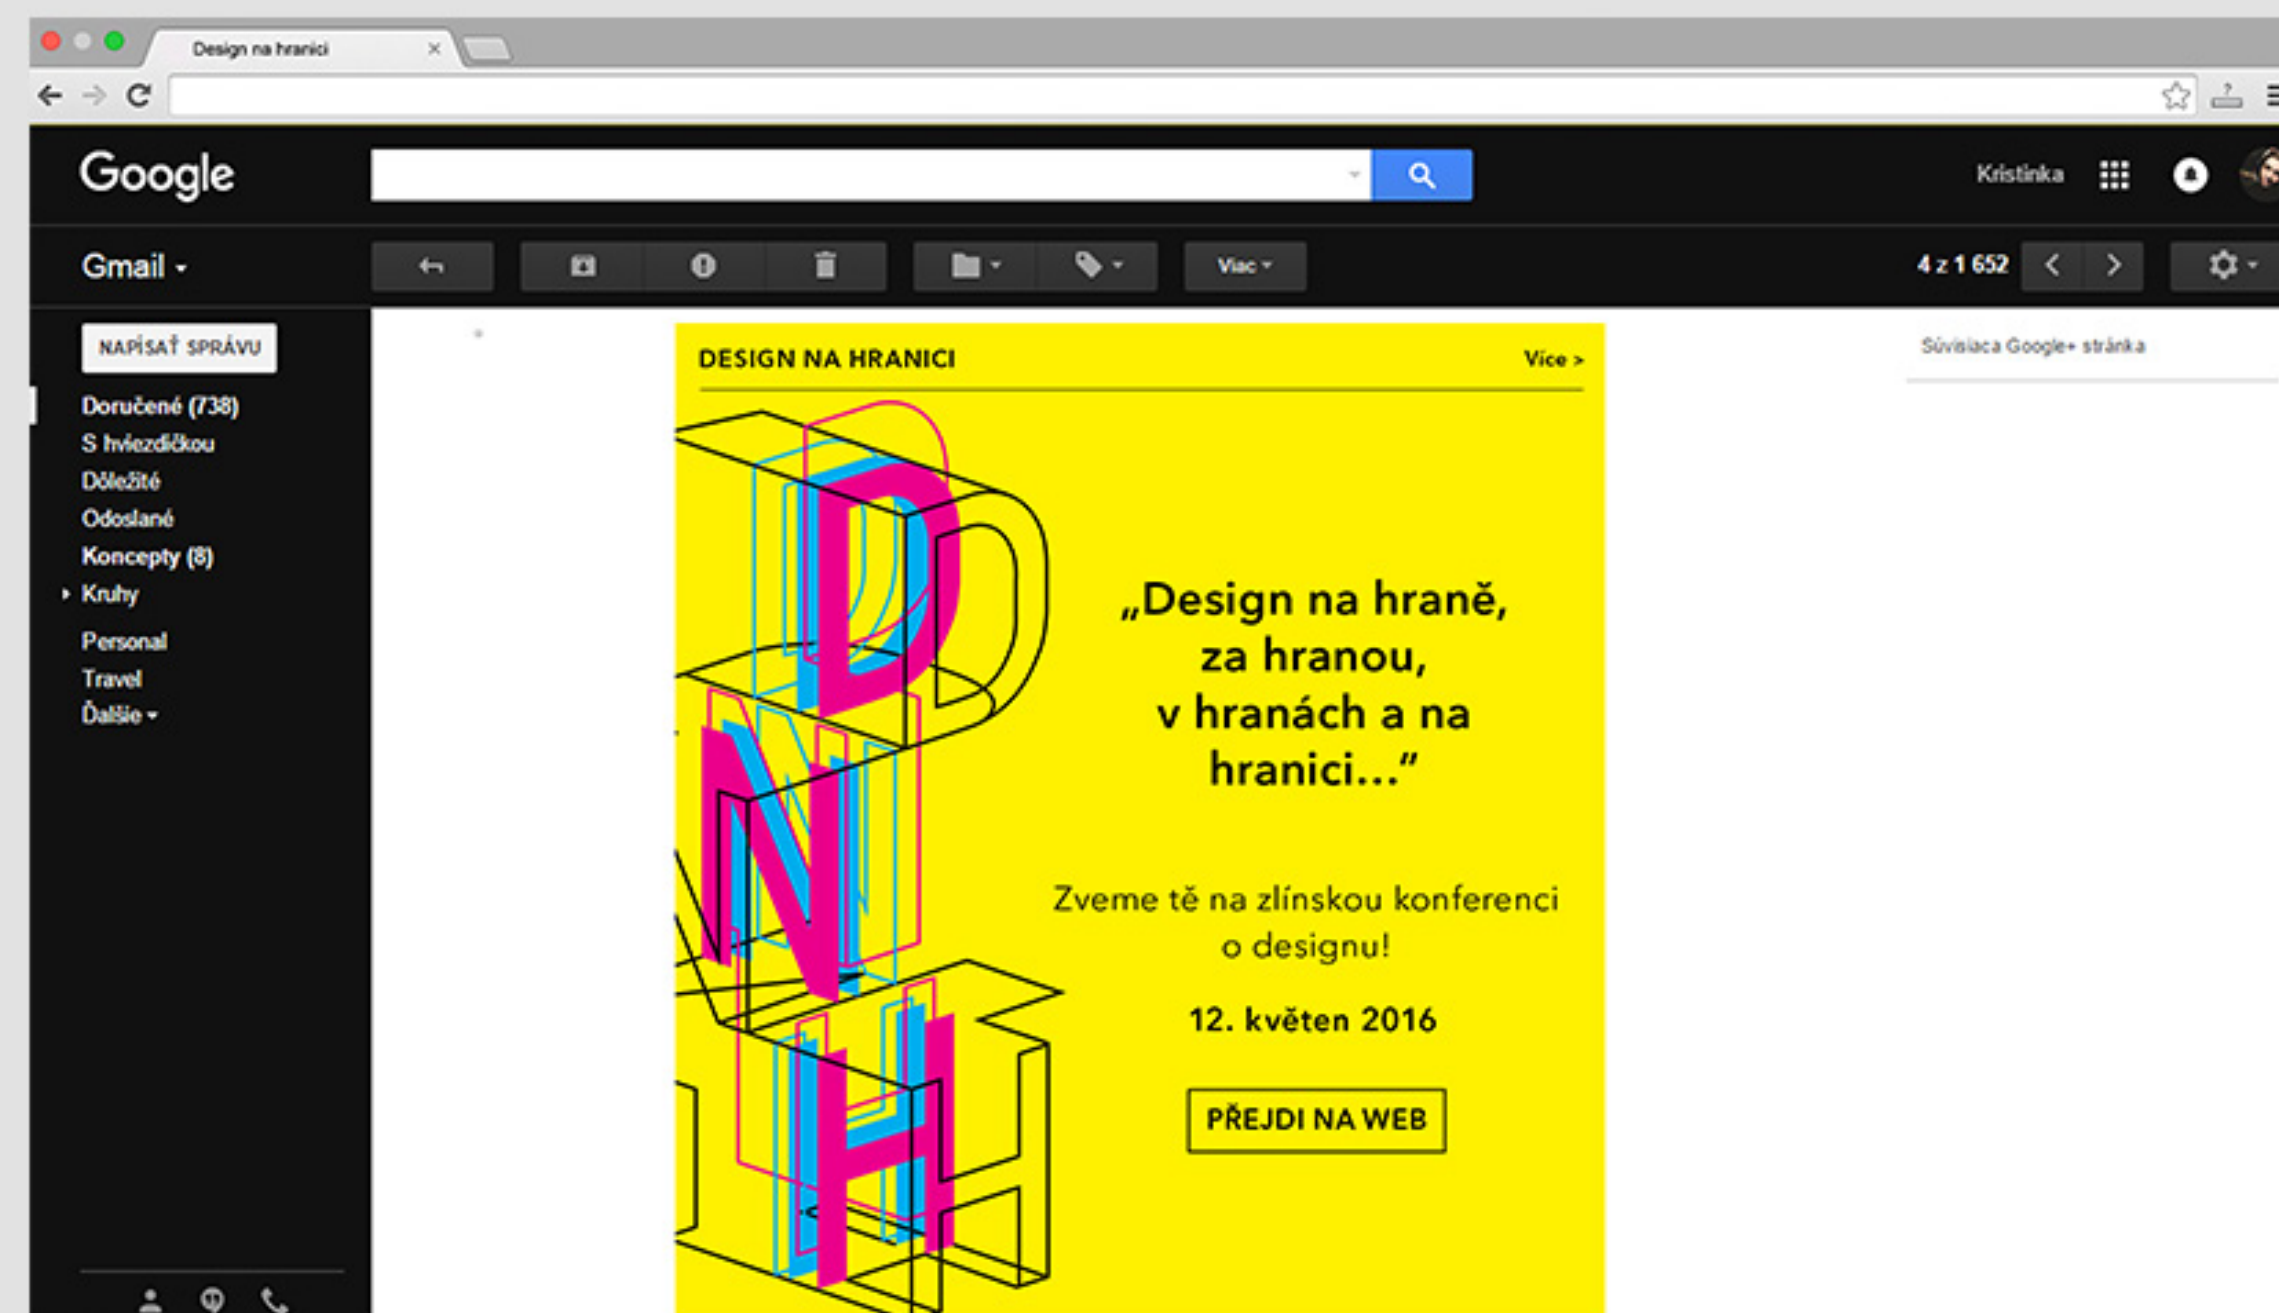 Design na hranici
Google
Kristinka
Gmail
Viac
4 z 1 652
NAPÍSAŤ SPRÁVU
Doručené (738)
S hviezdičkou
Dôležité
Odoslané
Koncepty (8)
Kruhy
Personal
Travel
Ďalšie
DESIGN NA HRANICI
Více >
Súvisiaca Google+ stránka
D
N
H
„Design na hraně,
za hranou,
v hranách a na
hranici...”
Zveme tě na zlínskou konferenci
o designu!
12. květen 2016
PŘEJDI NA WEB